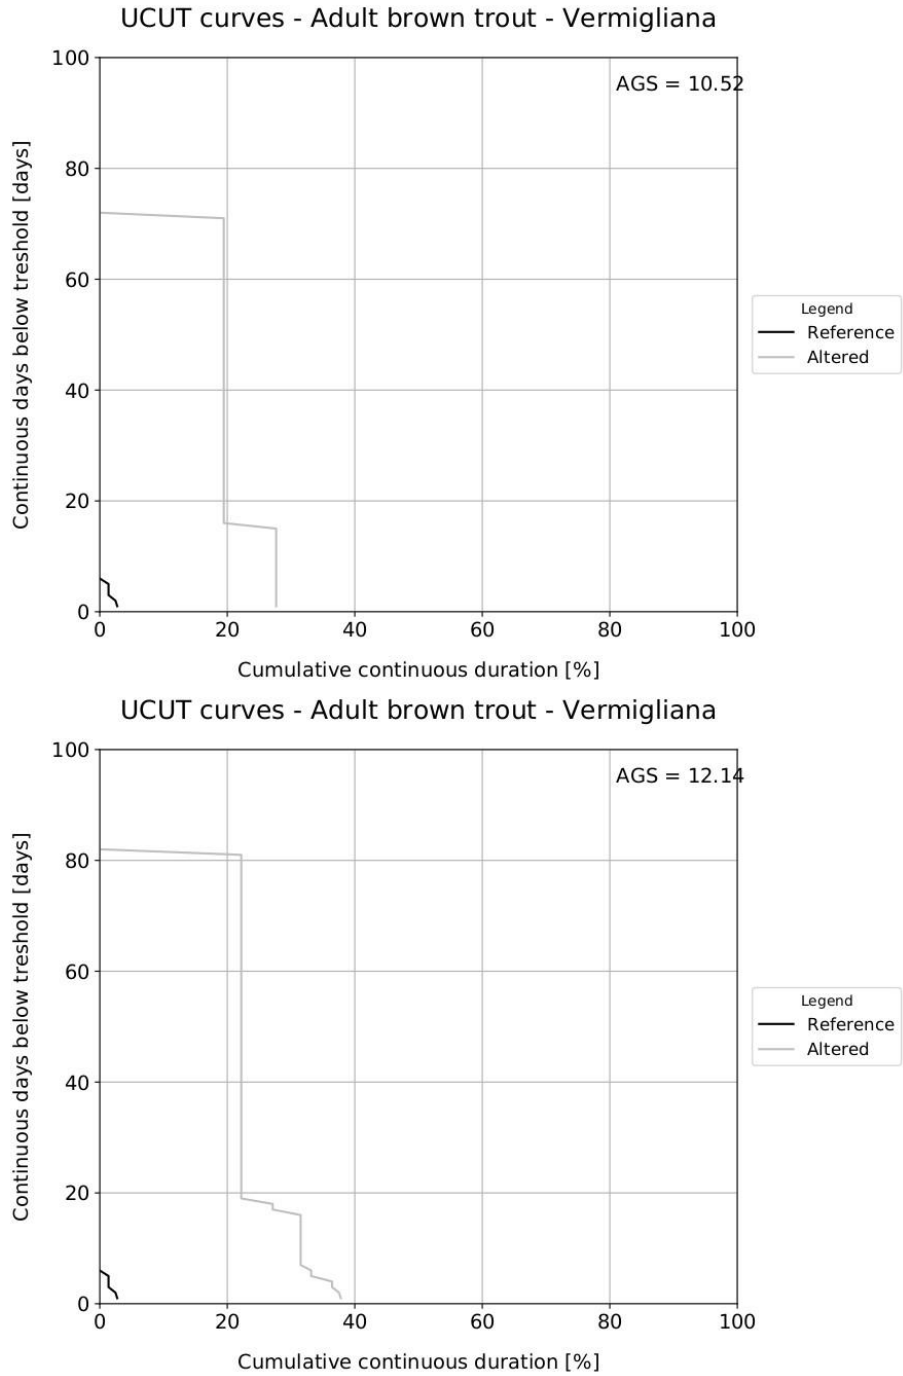 UCUT curves - Adult brown trout - Vermigliana
AGS = 10.52
Continuous days below treshold [days]
100
80
60
40
20
0
0 20 40 60 80 100
Cumulative continuous duration [%]
Legend
Reference
Altered
UCUT curves - Adult brown trout - Vermigliana
AGS = 12.14
Continuous days below treshold [days]
100
80
60
40
20
0
0 20 40 60 80 100
Cumulative continuous duration [%]
Legend
Reference
Altered